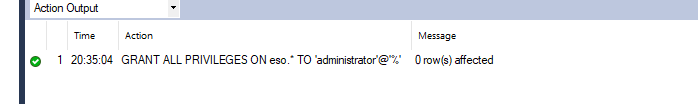 Action Output
Time Action Message
1 20:35:04 GRANT ALL PRIVILEGES ON eso.* TO 'administrator'@'%' 0 row(s) affected